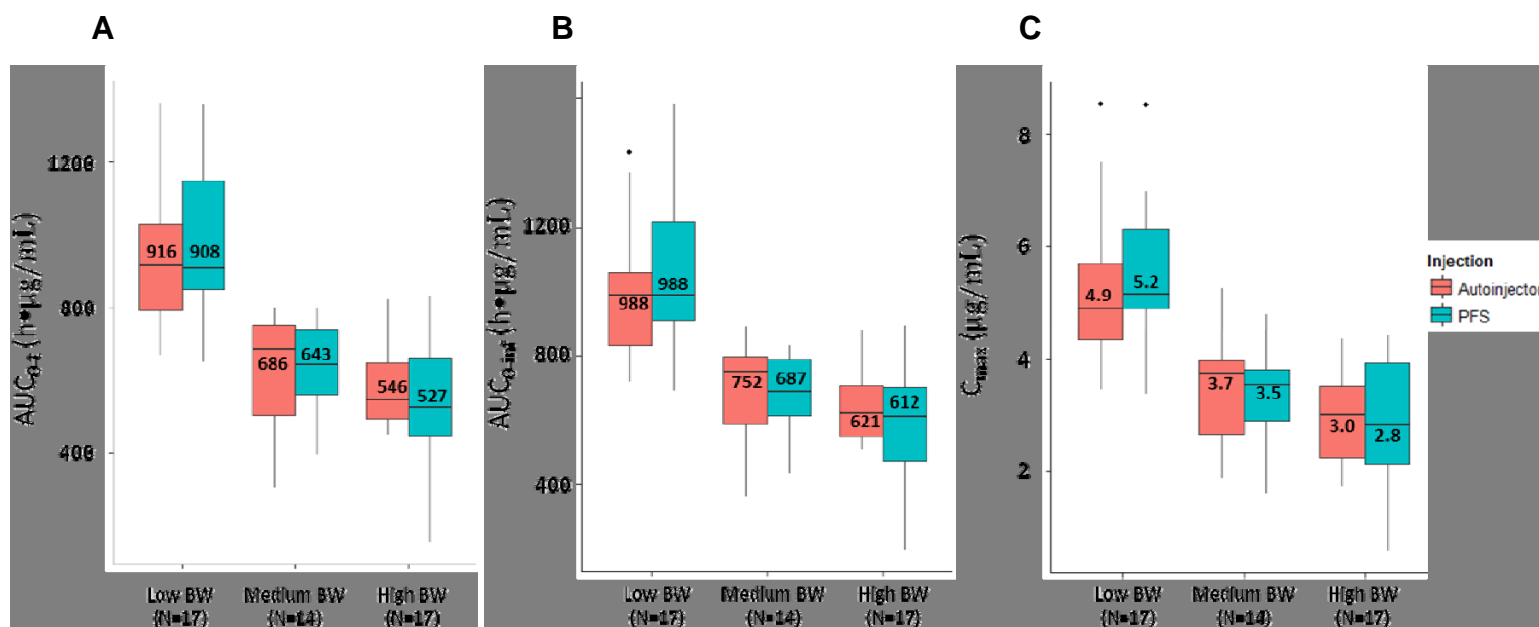 A
AUC0-t (h•µg/mL)
1200
800
400
916
908
686
643
546
527
Low BW
(N=17)
Medium BW
(N=14)
High BW
(N=17)
B
AUC0-inf (h•µg/mL)
1200
800
400
988
988
752
687
621
612
Low BW
(N=17)
Medium BW
(N=14)
High BW
(N=17)
C
Cmax (µg/mL)
8
6
4
2
4.9
5.2
3.7
3.5
3.0
2.8
Low BW
(N=17)
Medium BW
(N=14)
High BW
(N=17)
Injection
Autoinjector
PFS